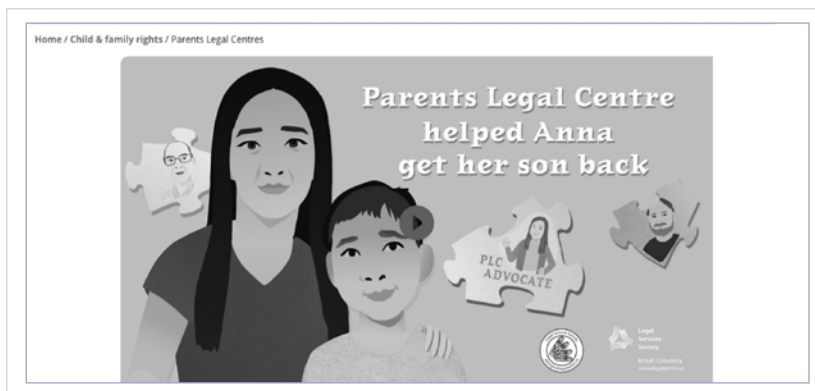 Home / Child & family rights / Parents Legal Centres
Parents Legal Centre
helped Anna
get her son back
PLC
ADVOCATE
Legal
Services
Society
British Columbia